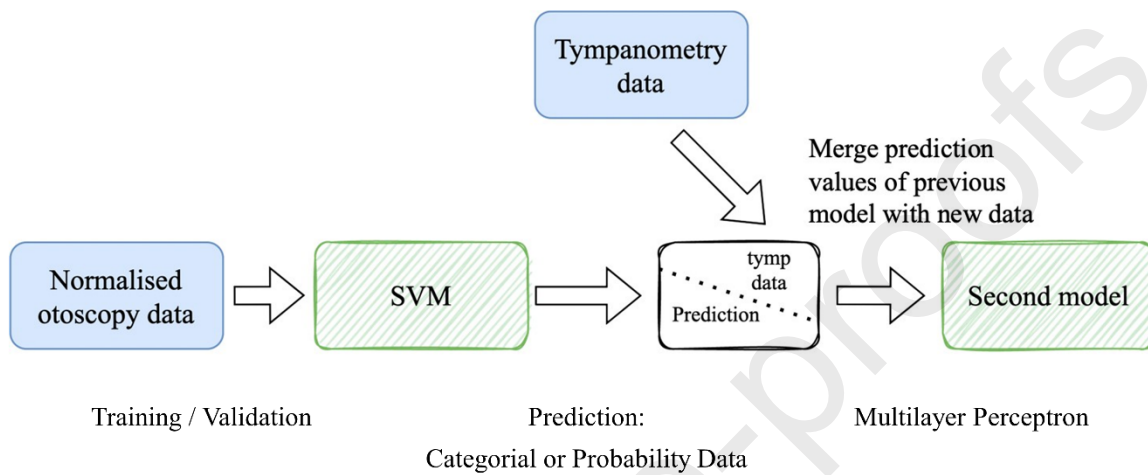 Tympanometry
data
Merge prediction
values of previous
model with new data
Normalised
otoscopy data
SVM
tymp
data
Prediction
Second model
Training / Validation
Prediction:
Multilayer Perceptron
Categorial or Probability Data
-proofs